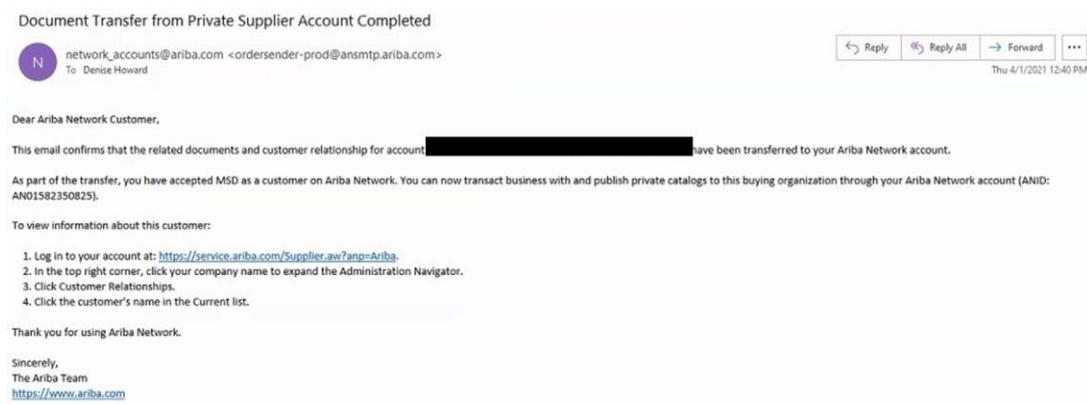 Document Transfer from Private Supplier Account Completed
N
network_accounts@ariba.com <ordersender-prod@ansmtp.ariba.com>
To Denise Howard
Reply
Reply All
Forward
...
Thu 4/1/2021 12:40 PM
Dear Ariba Network Customer,
This email confirms that the related documents and customer relationship for account have been transferred to your Ariba Network account.
As part of the transfer, you have accepted MSD as a customer on Ariba Network. You can now transact business with and publish private catalogs to this buying organization through your Ariba Network account (ANID:
AN01582350825).
To view information about this customer:
1. Log in to your account at: https://service.ariba.com/Supplier.aw?anp=Ariba.
2. In the top right corner, click your company name to expand the Administration Navigator.
3. Click Customer Relationships.
4. Click the customer's name in the Current list.
Thank you for using Ariba Network.
Sincerely,
The Ariba Team
https://www.ariba.com